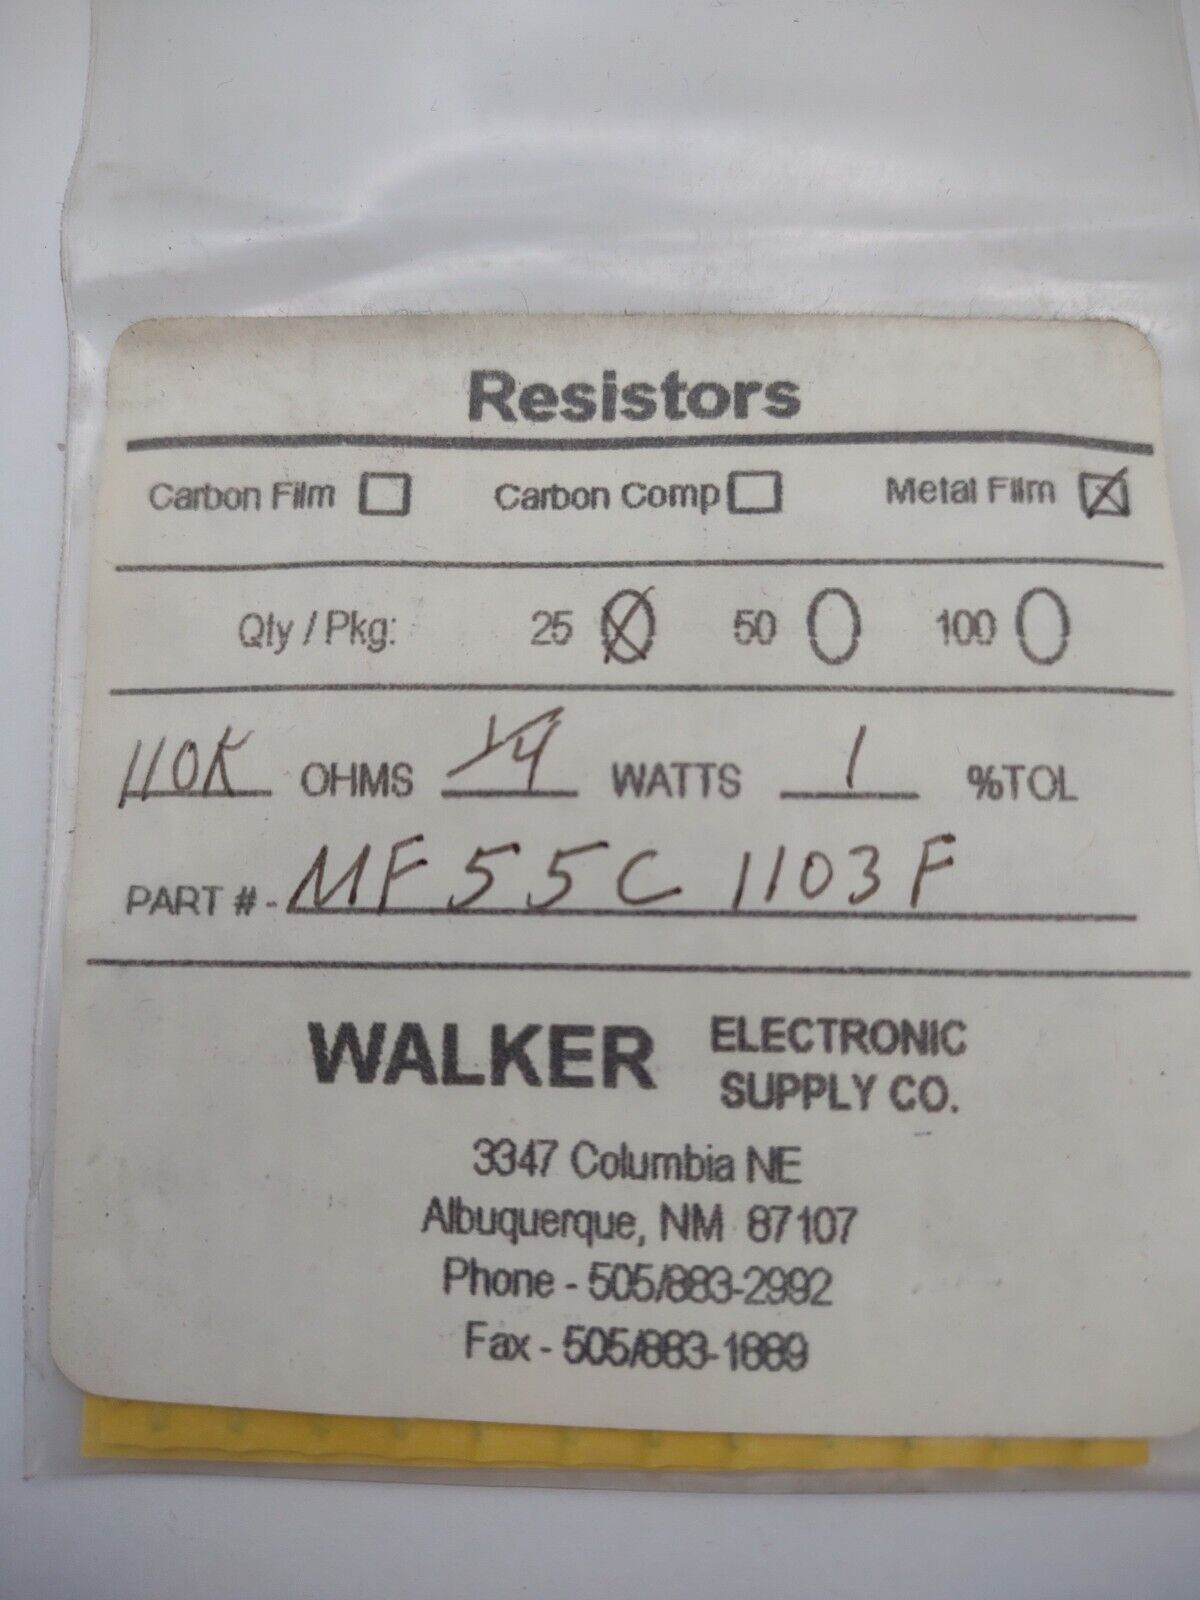 Resistors
Carbon Film Carbon Comp Metal Film
Qty / Pkg: 25 50 100
110K OHMS 1/4 WATTS 1 %TOL
PART # - MF55C 1103F
WALKER ELECTRONIC
SUPPLY CO.
3347 Columbia NE
Albuquerque, NM 87107
Phone - 505/883-2992
Fax - 505/883-1889